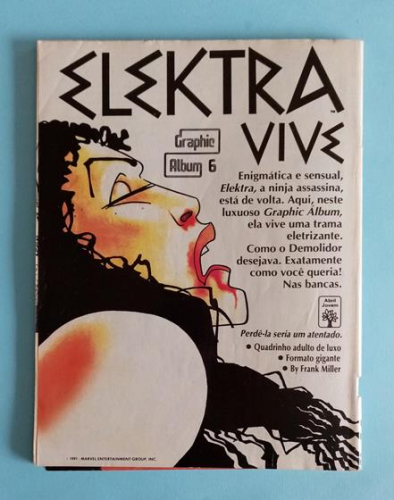 ELEKTRA
VIVE
Graphic
Album 6
Enigmática e sensual,
Elektra, a ninja assassina,
está de volta. Aqui, neste
luxuoso Graphic Álbum,
ela vive uma trama
eletrizante.
Como o Demolidor
desejava. Exatamente
como você queria!
Nas bancas.
Abril
Jovem
Perdê-la seria um atentado.
• Quadrinho adulto de luxo
• Formato gigante
• By Frank Miller
1991 - MARVEL ENTERTAINMENT GROUP, INC.